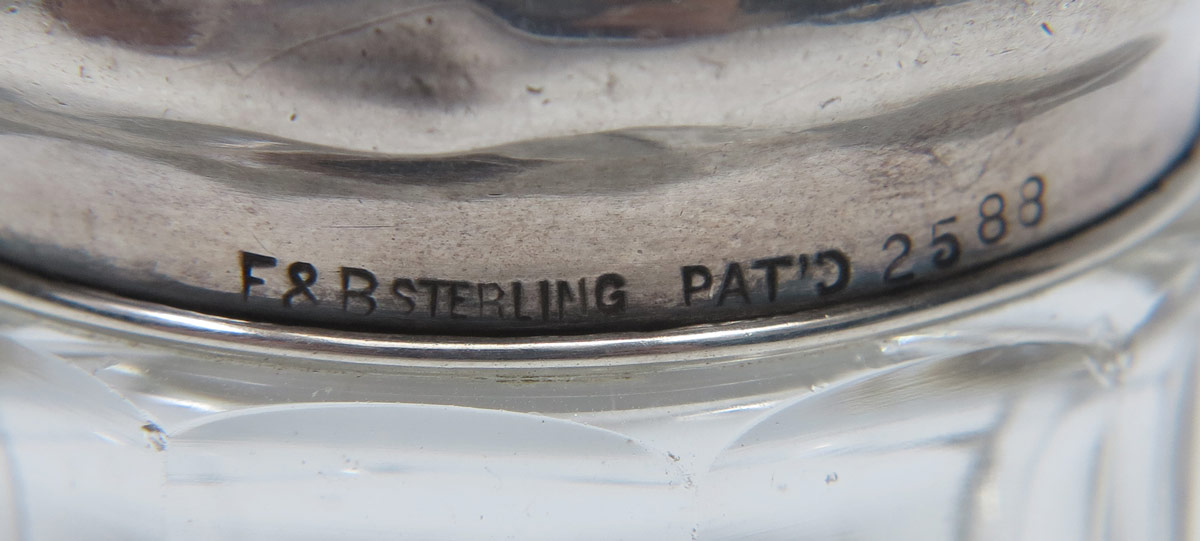 F & B STERLING PAT'D 2588